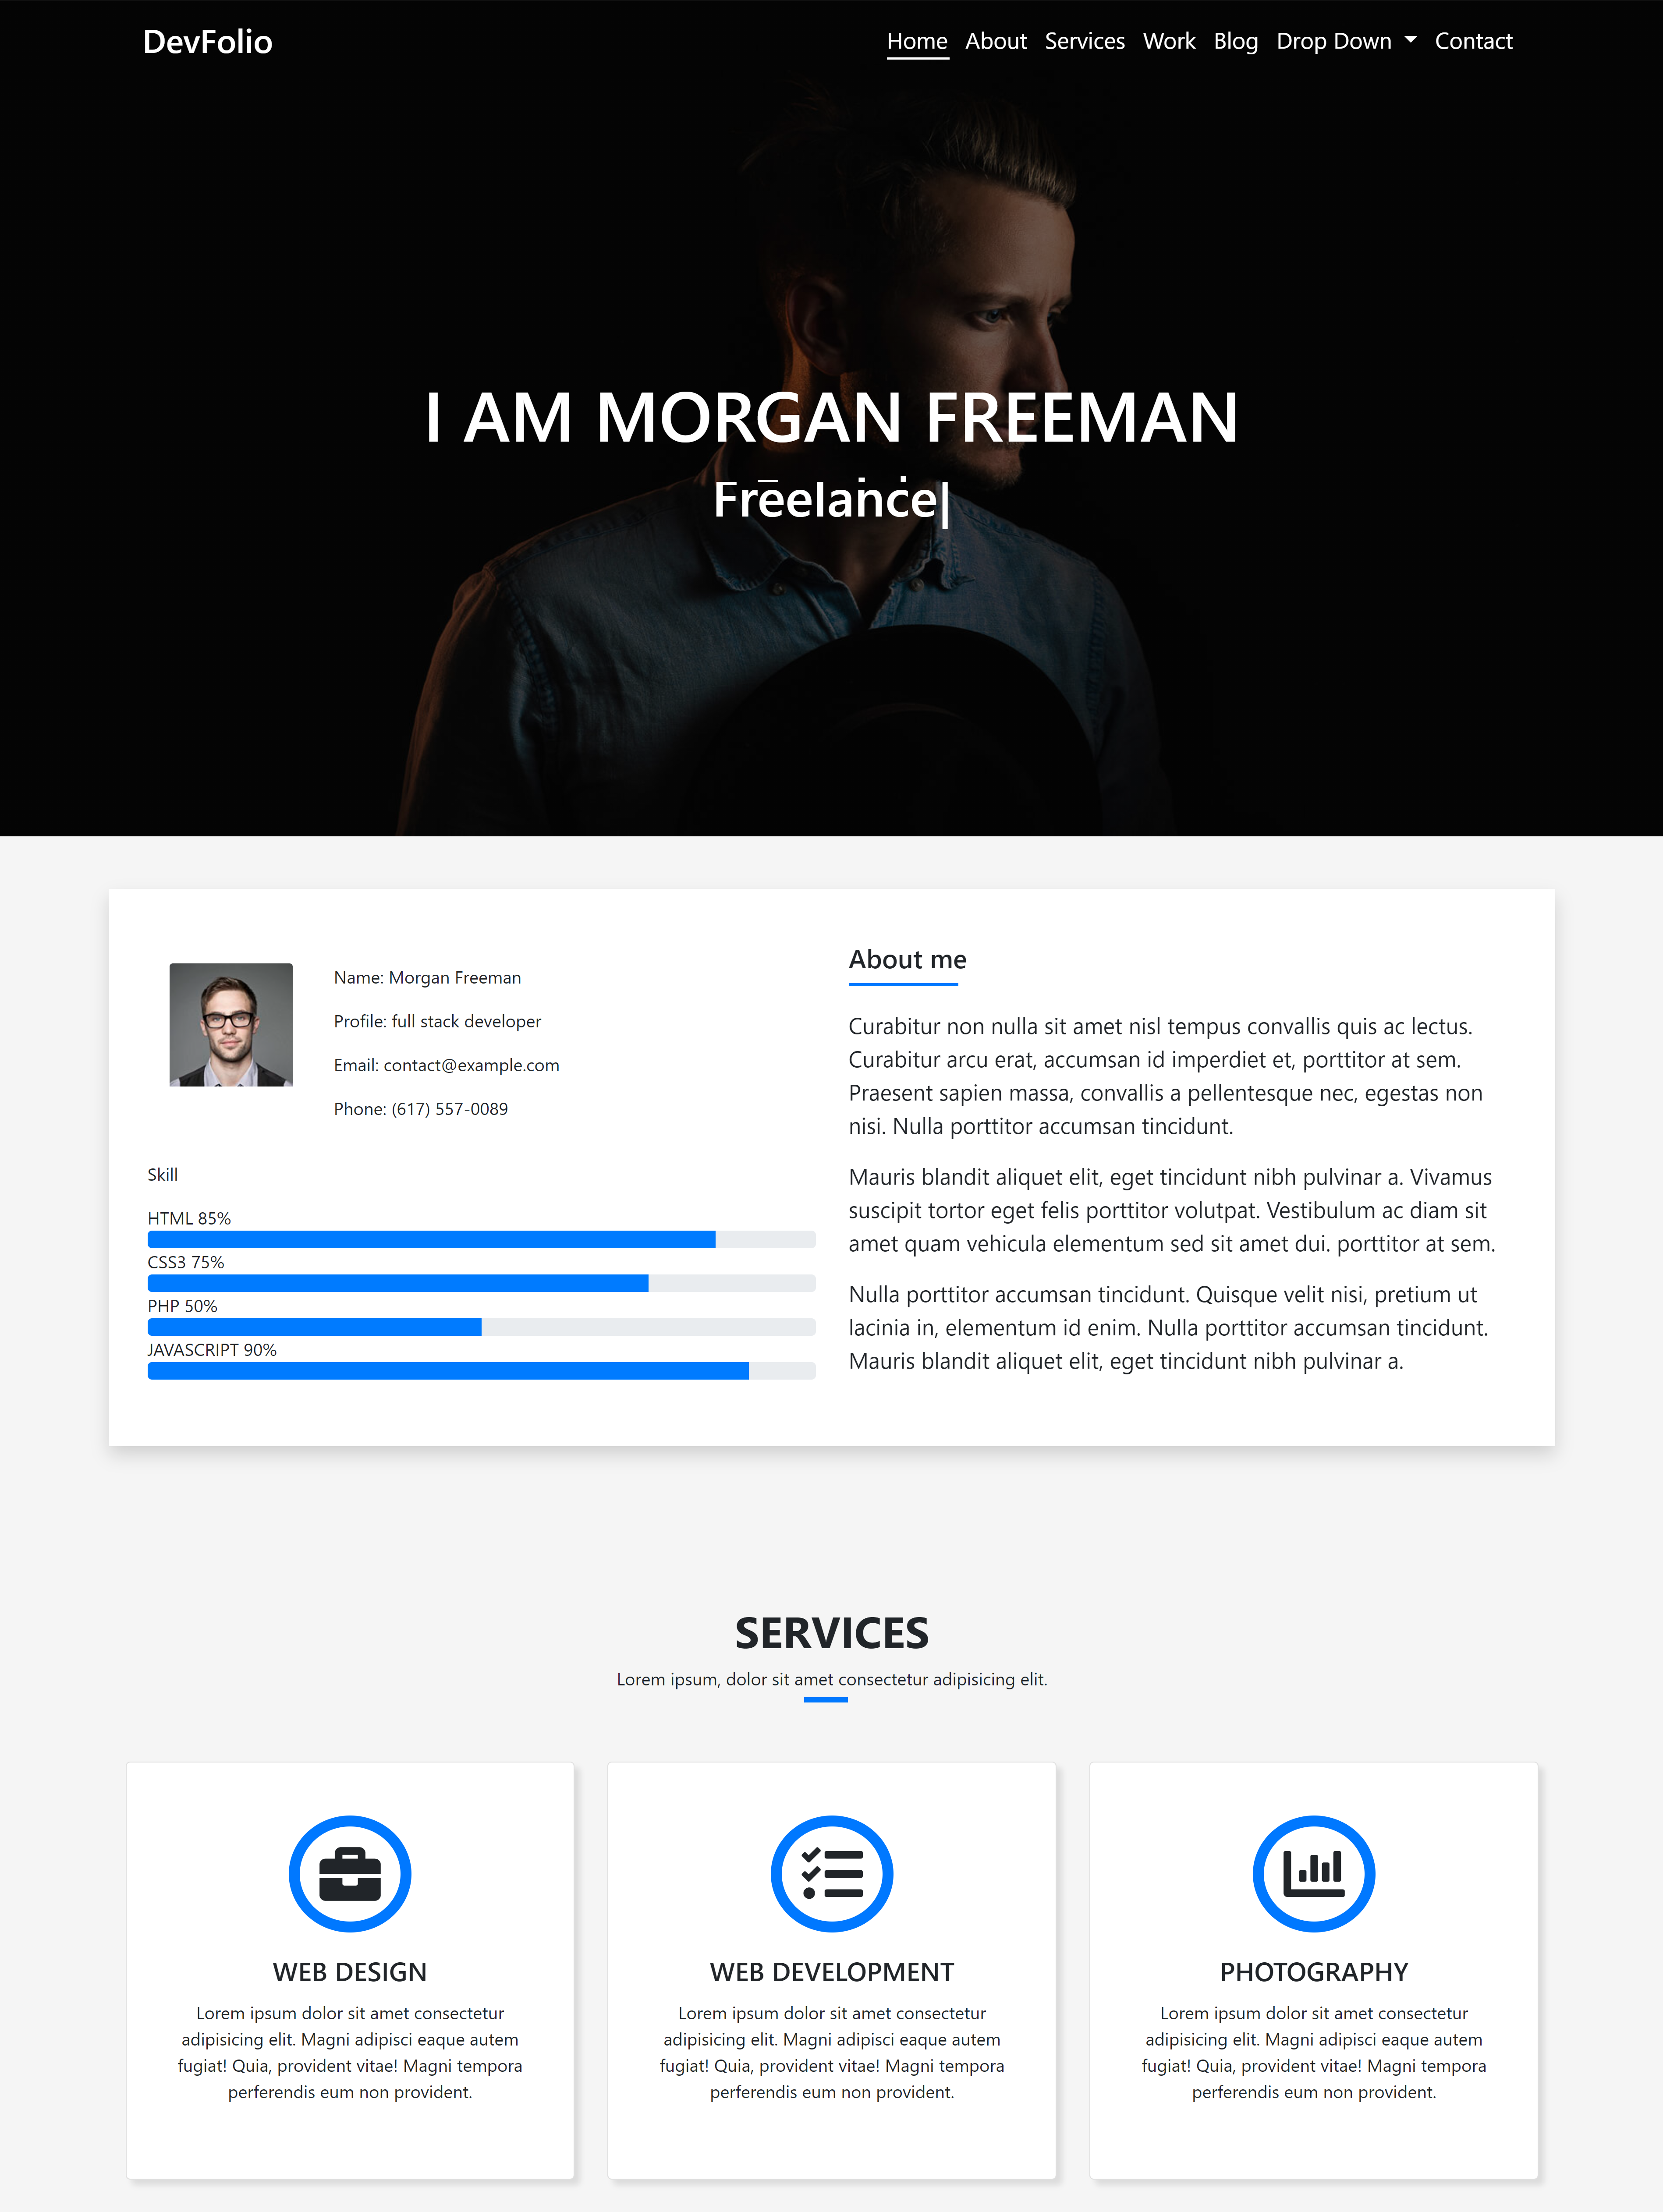 DevFolio
Home About Services Work Blog Drop Down Contact
I AM MORGAN FREEMAN
Frēelaṅċe|
Name: Morgan Freeman
Profile: full stack developer
Email: contact@example.com
Phone: (617) 557-0089
Skill
HTML 85%
CSS3 75%
PHP 50%
JAVASCRIPT 90%
About me
Curabitur non nulla sit amet nisl tempus convallis quis ac lectus.
Curabitur arcu erat, accumsan id imperdiet et, porttitor at sem.
Praesent sapien massa, convallis a pellentesque nec, egestas non
nisi. Nulla porttitor accumsan tincidunt.
Mauris blandit aliquet elit, eget tincidunt nibh pulvinar a. Vivamus
suscipit tortor eget felis porttitor volutpat. Vestibulum ac diam sit
amet quam vehicula elementum sed sit amet dui. porttitor at sem.
Nulla porttitor accumsan tincidunt. Quisque velit nisi, pretium ut
lacinia in, elementum id enim. Nulla porttitor accumsan tincidunt.
Mauris blandit aliquet elit, eget tincidunt nibh pulvinar a.
SERVICES
Lorem ipsum, dolor sit amet consectetur adipisicing elit.
WEB DESIGN
Lorem ipsum dolor sit amet consectetur
adipisicing elit. Magni adipisci eaque autem
fugiat! Quia, provident vitae! Magni tempora
perferendis eum non provident.
WEB DEVELOPMENT
Lorem ipsum dolor sit amet consectetur
adipisicing elit. Magni adipisci eaque autem
fugiat! Quia, provident vitae! Magni tempora
perferendis eum non provident.
PHOTOGRAPHY
Lorem ipsum dolor sit amet consectetur
adipisicing elit. Magni adipisci eaque autem
fugiat! Quia, provident vitae! Magni tempora
perferendis eum non provident.